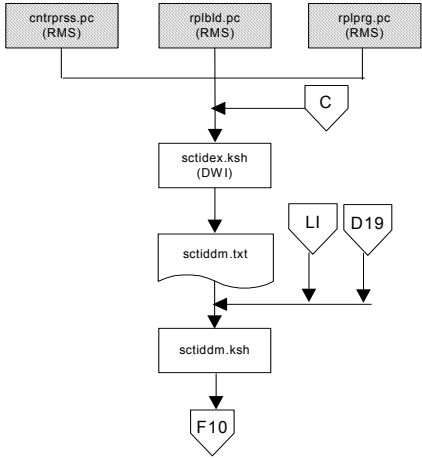 cntrprss.pc
(RMS)
rplbld.pc
(RMS)
rplprg.pc
(RMS)
C
sctidex.ksh
(DWI)
LI
D19
sctiddm.txt
sctiddm.ksh
F10